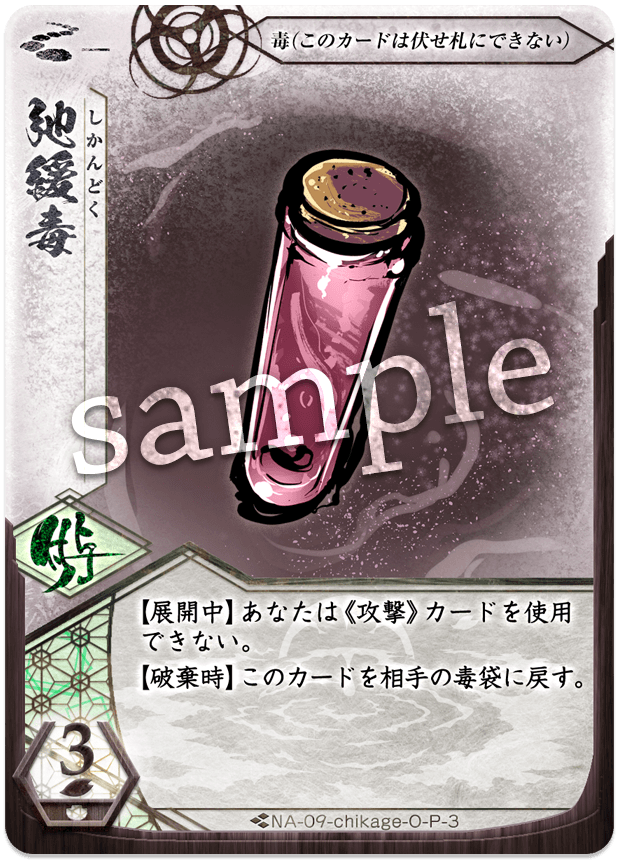 毒(このカードは伏せ札にできない)
弛緩毒
しかんどく
sample
付与
【展開中】あなたは《攻撃》カードを使用
できない。
【破棄時】このカードを相手の毒袋に戻す。
3
NA-09-chikage-O-P-3